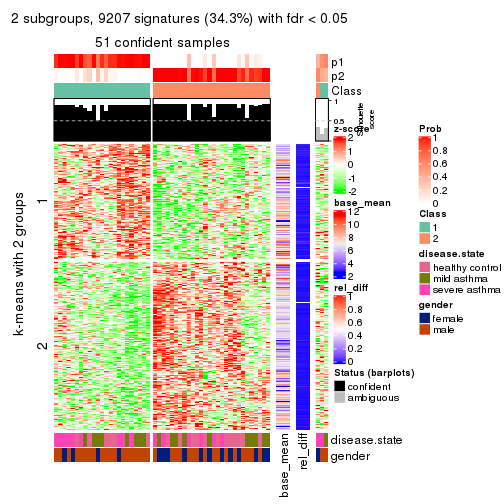 2 subgroups, 9207 signatures (34.3%) with fdr < 0.05
51 confident samples
p1
p2
Class
1
0.5
0
Silhouette
score
k-means with 2 groups
1
2
z-score
2
1
0
-1
-2
base_mean
12
10
8
6
4
2
rel_diff
1
0.8
0.6
0.4
0.2
0
Status (barplots)
confident
ambiguous
Prob
1
0.8
0.6
0.4
0.2
0
Class
1
2
disease.state
healthy control
mild asthma
severe asthma
gender
female
male
disease.state
gender
base_mean
rel_diff